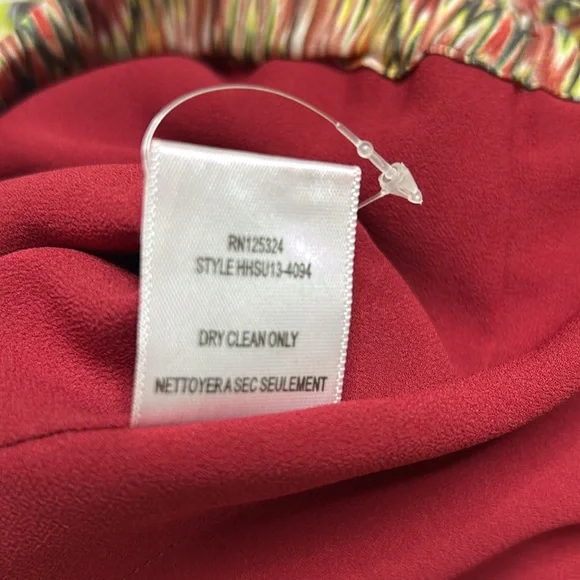 RN125324
STYLE HHSU13-4094
DRY CLEAN ONLY
NETTOYER A SEC SEULEMENT